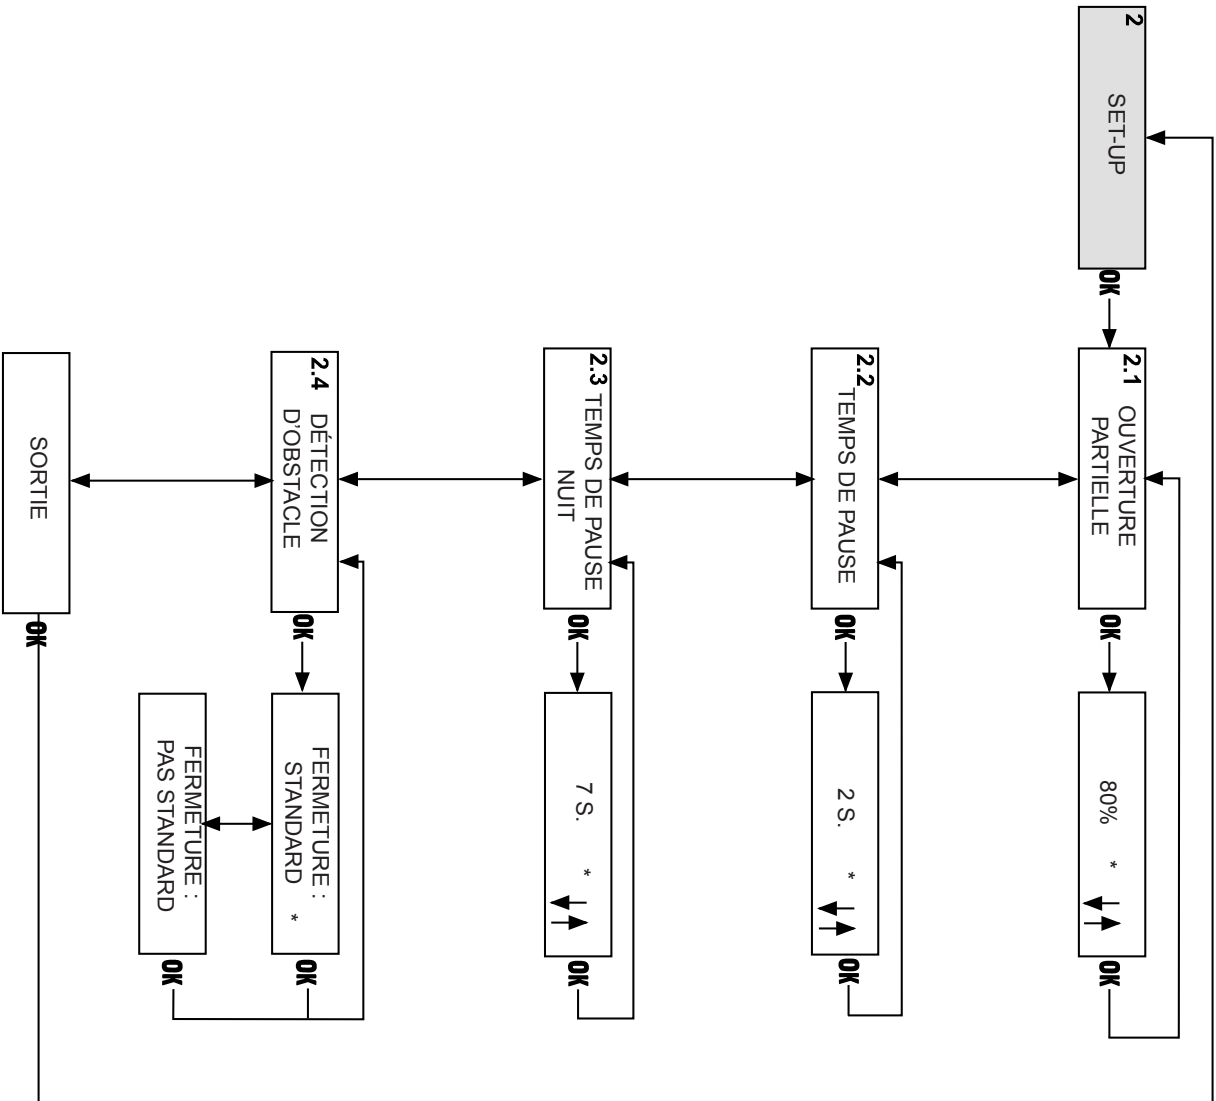 2
SET-UP
OK
2.1
OUVERTURE
PARTIELLE
OK
80% *
OK
2.2
TEMPS DE PAUSE
OK
2 S. *
OK
2.3
TEMPS DE PAUSE
NUIT
OK
7 S. *
OK
2.4
DÉTECTION
D'OBSTACLE
OK
FERMETURE :
STANDARD *
OK
FERMETURE :
PAS STANDARD
OK
SORTIE
OK